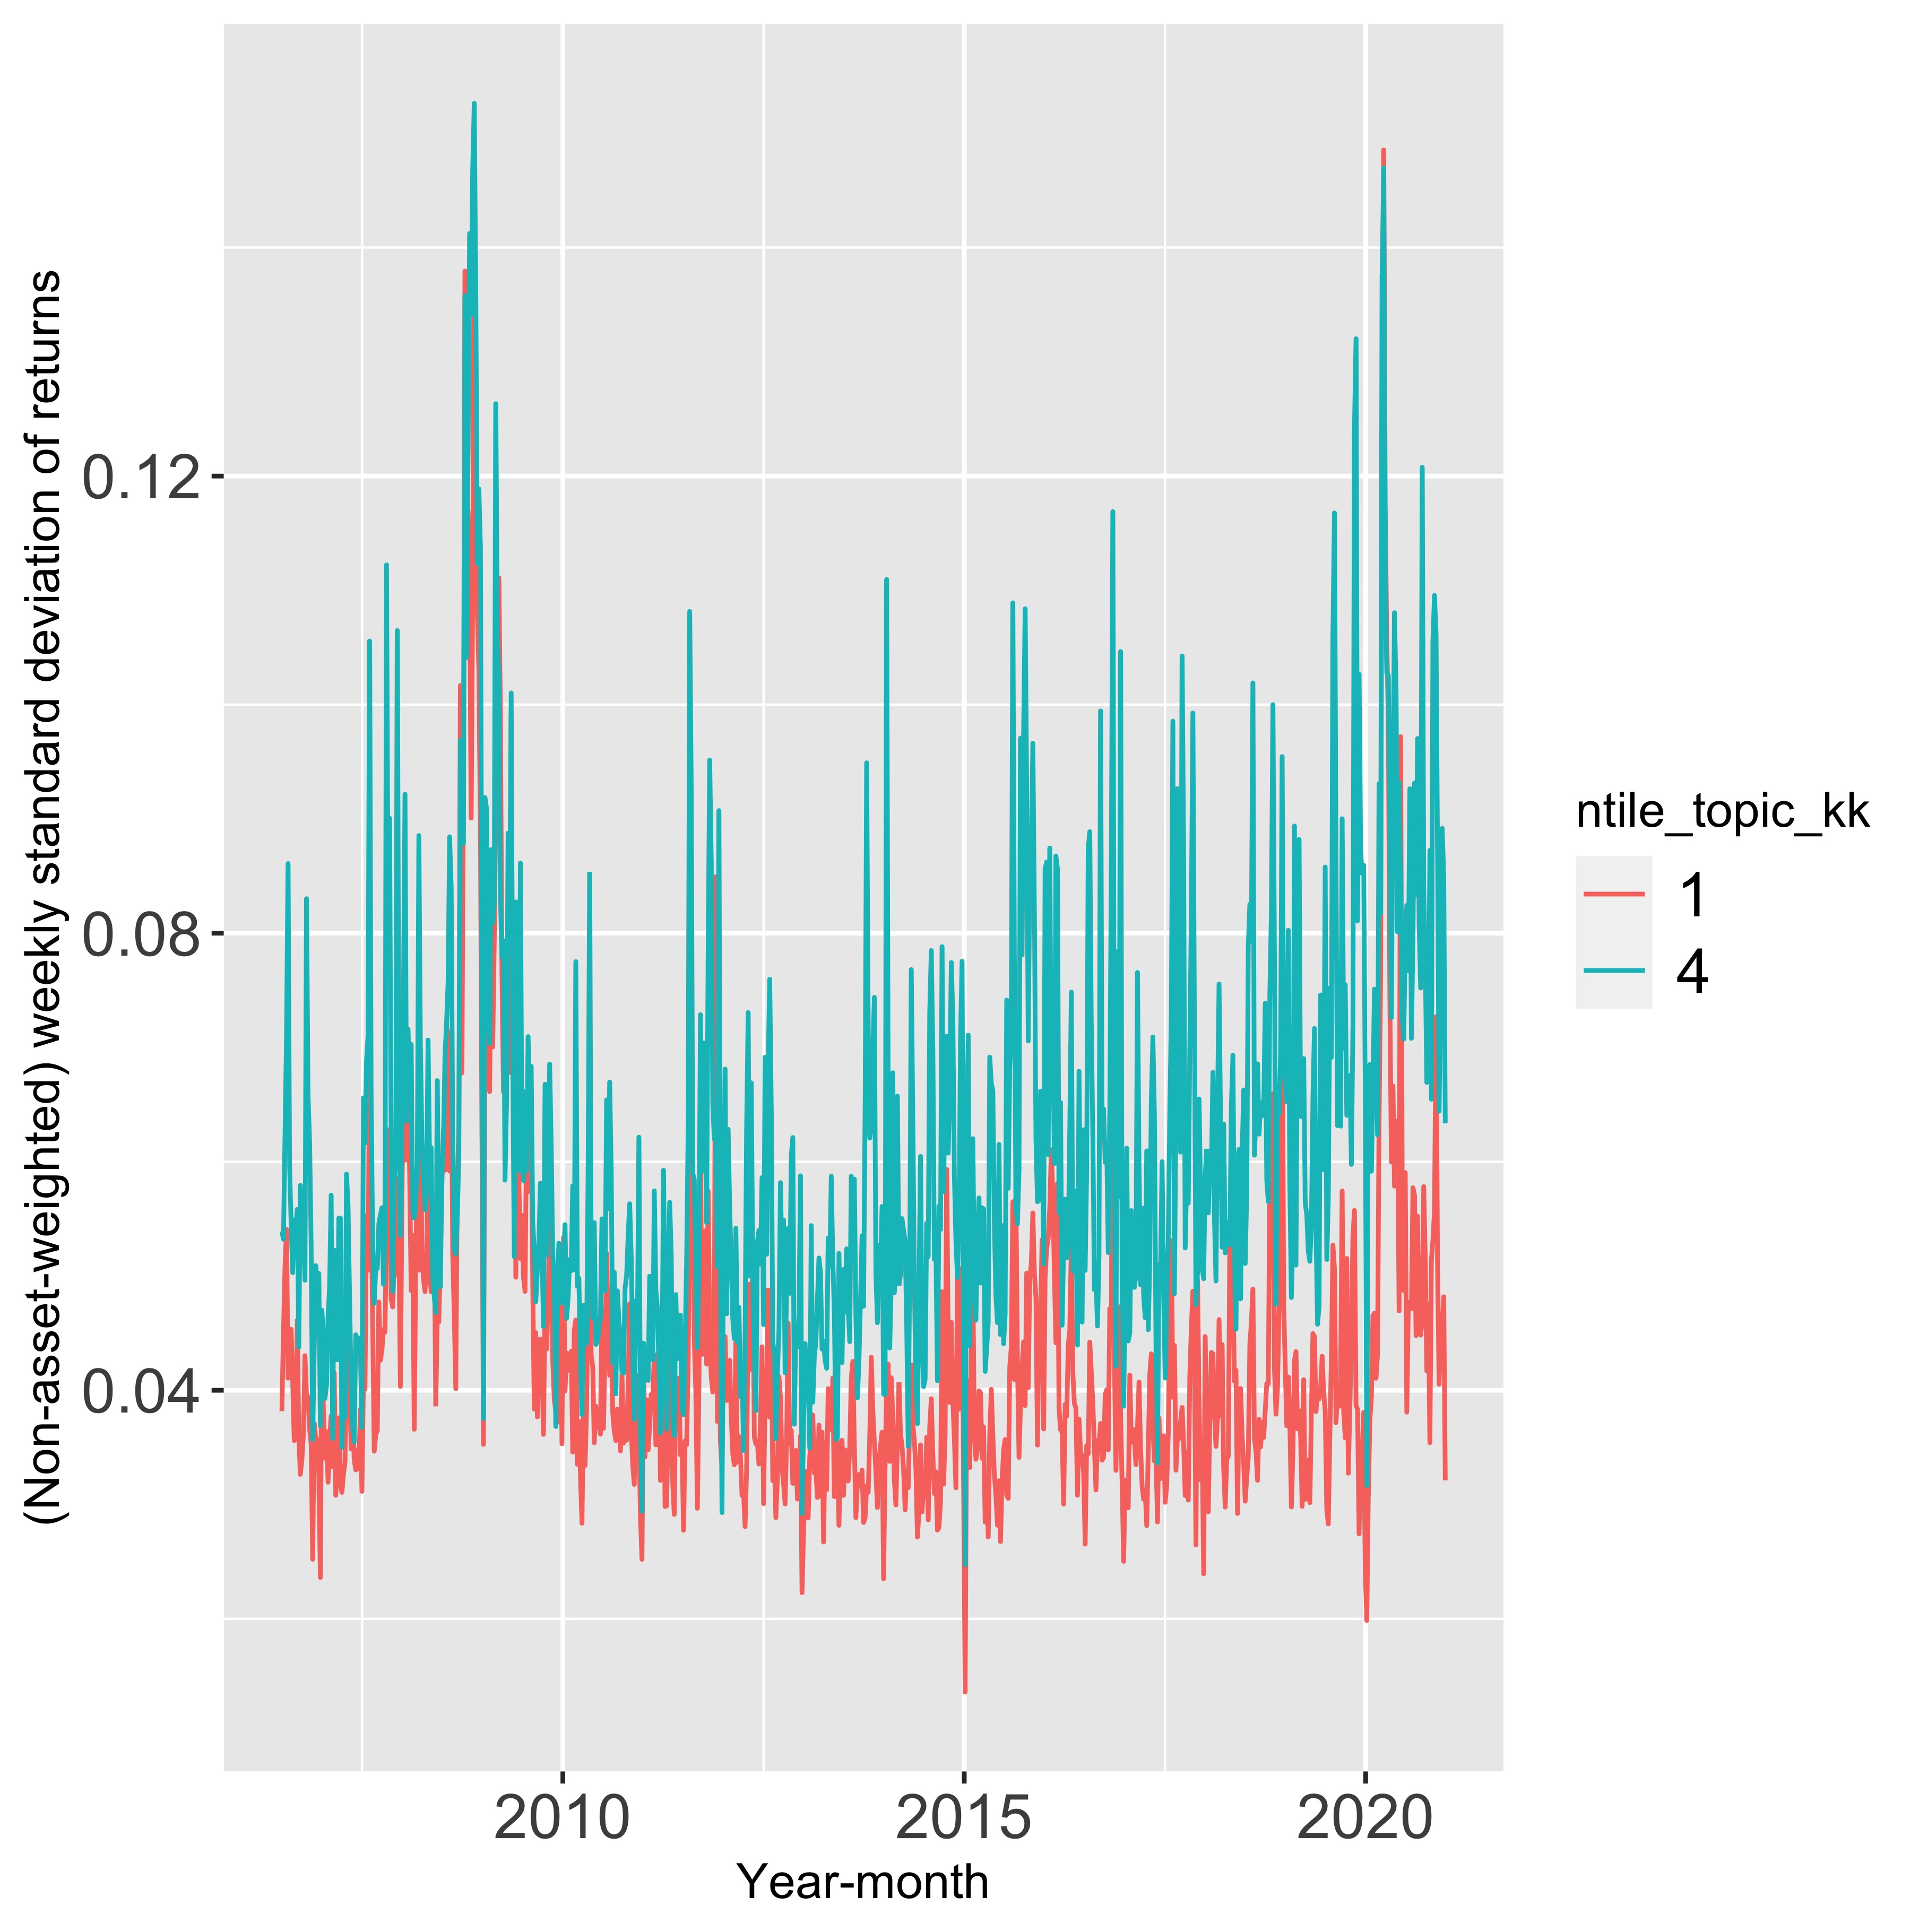 (Non-asset-weighted) weekly standard deviation of returns
0.12
0.08
0.04
2010
2015
2020
Year-month
ntile_topic_kk
1
4